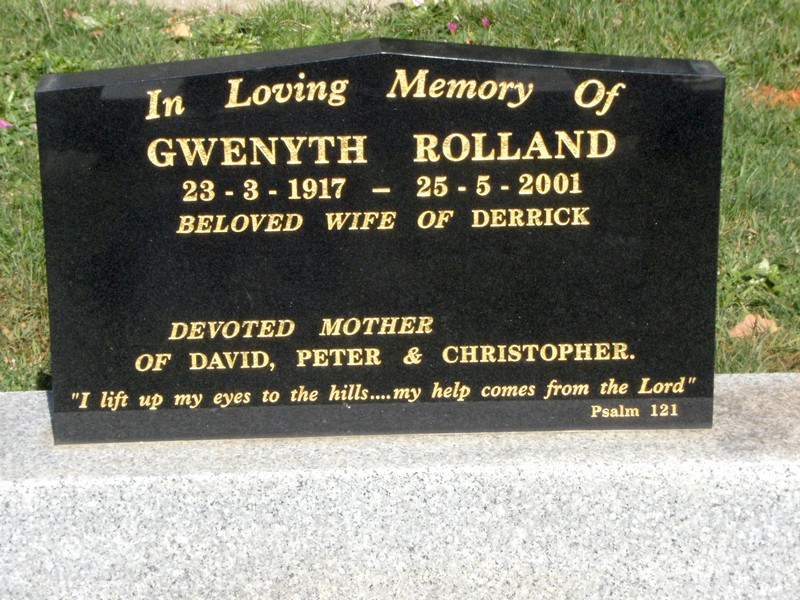 In Loving Memory Of
GWENYTH ROLLAND
23 - 3 - 1917 – 25 - 5 - 2001
BELOVED WIFE OF DERRICK
DEVOTED MOTHER
OF DAVID, PETER & CHRISTOPHER.
"I lift up my eyes to the hills....my help comes from the Lord"
Psalm 121